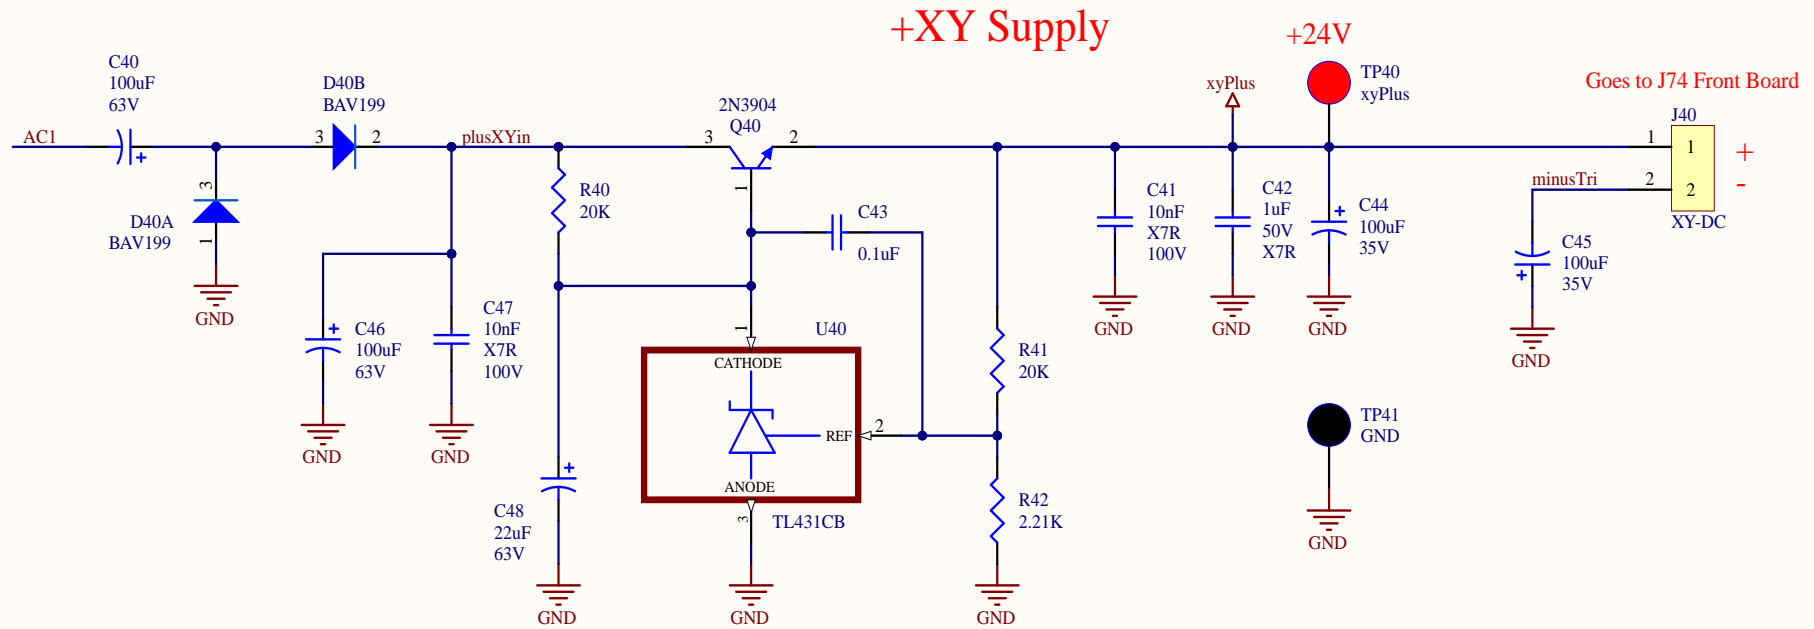 +XY Supply
+24V
Goes to J74 Front Board
AC1
C40
100uF
63V
+
D40A
BAV199
3
1
GND
D40B
BAV199
3
2
plusXYin
C46
100uF
63V
+
GND
C47
10nF
X7R
100V
GND
R40
20K
C48
22uF
63V
+
GND
2N3904
Q40
3
2
1
C43
0.1uF
U40
1
CATHODE
REF
2
ANODE
3
TL431CB
GND
R41
20K
R42
2.21K
GND
C41
10nF
X7R
100V
GND
xyPlus
C42
1uF
50V
X7R
GND
TP40
xyPlus
C44
100uF
35V
+
GND
TP41
GND
GND
minusTri
C45
100uF
35V
+
GND
J40
1
1
2
2
XY-DC
+
-